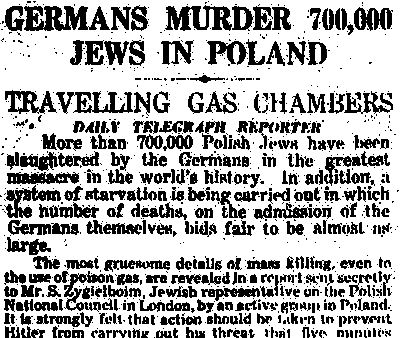 GERMANS MURDER 700,000
JEWS IN POLAND
TRAVELLING GAS CHAMBERS
DAILY TELEGRAPH REPORTER
More than 700,000 Polish Jews have been
slaughtered by the Germans in the greatest
massacre in the world's history. In addition, a
system of starvation is being carried out in which
the number of deaths, on the admission of the
Germans themselves, bids fair to be almost as
large.
The most gruesome details of mass killing, even to
the use of poison gas, are revealed in a report sent secretly
to Mr. S. Zygielboim, Jewish representative on the Polish
National Council in London, by an active group in Poland.
It is strongly felt that action should be taken to prevent
Hitler from carrying out his threat that five minutes